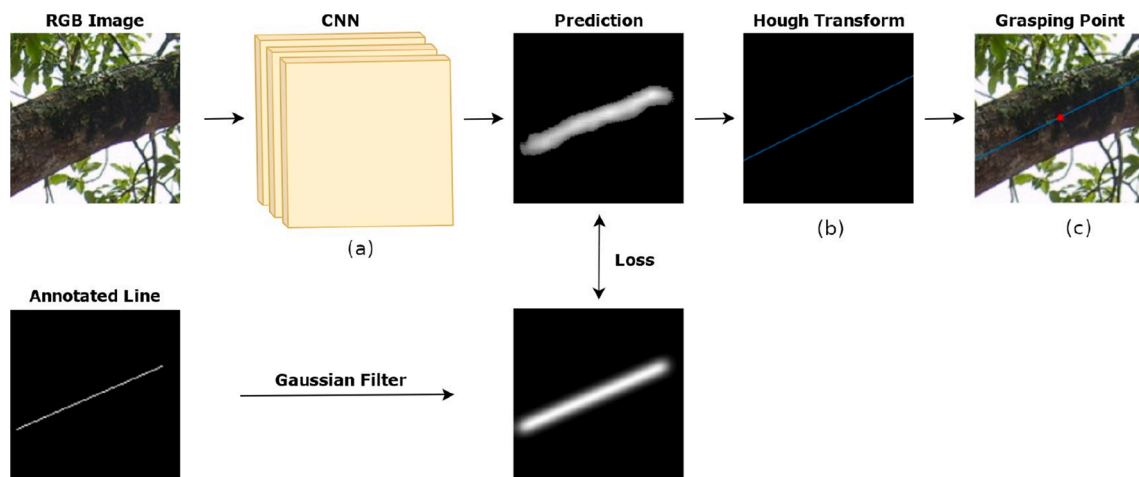 RGB Image
CNN
Prediction
Hough Transform
Grasping Point
(a)
(b)
(c)
Loss
Annotated Line
Gaussian Filter